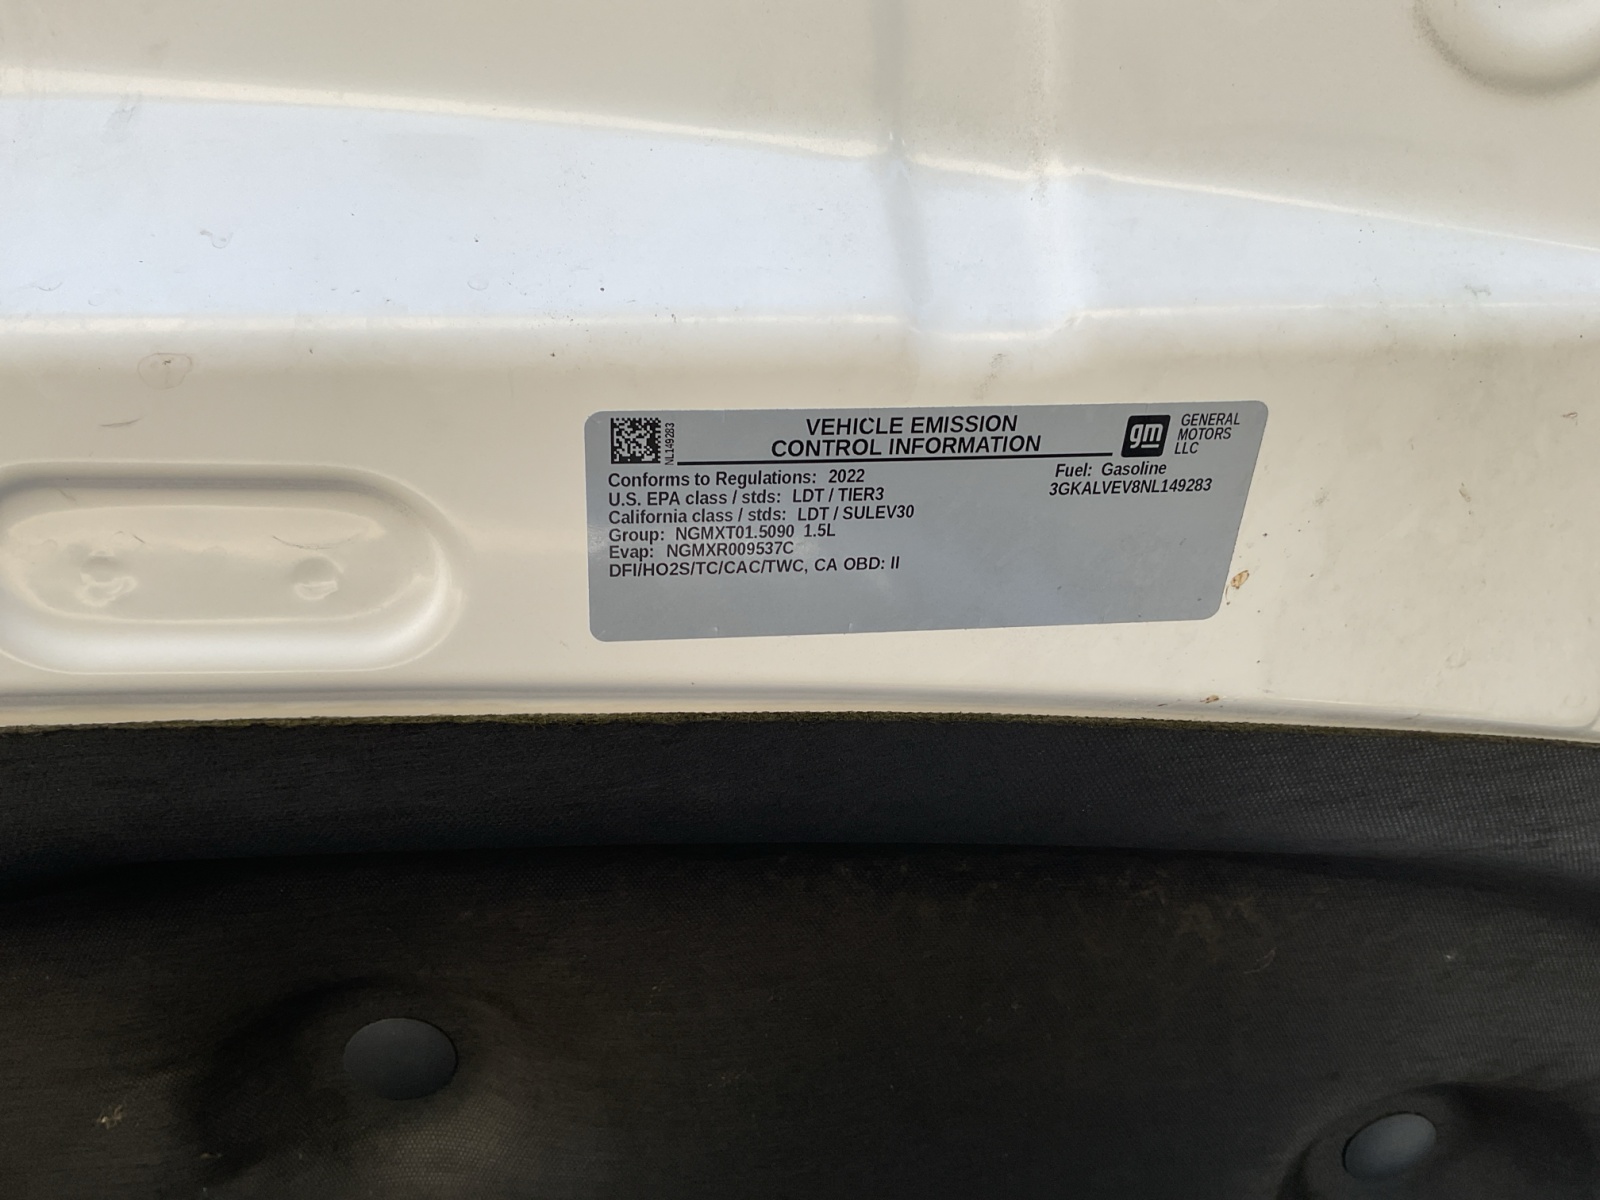 NL149283
VEHICLE EMISSION
CONTROL INFORMATION
gm
GENERAL
MOTORS
LLC
Conforms to Regulations: 2022
U.S. EPA class / stds: LDT / TIER3
California class / stds: LDT / SULEV30
Group: NGMXT01.5090 1.5L
Evap: NGMXR009537C
DFI/HO2S/TC/CAC/TWC, CA OBD: II
Fuel: Gasoline
3GKALVEV8NL149283